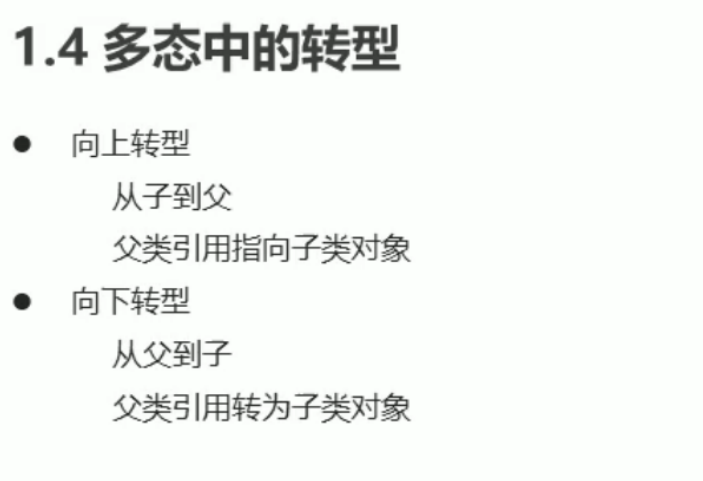 1.4 多态中的转型
● 向上转型
从子到父
父类引用指向子类对象
● 向下转型
从父到子
父类引用转为子类对象